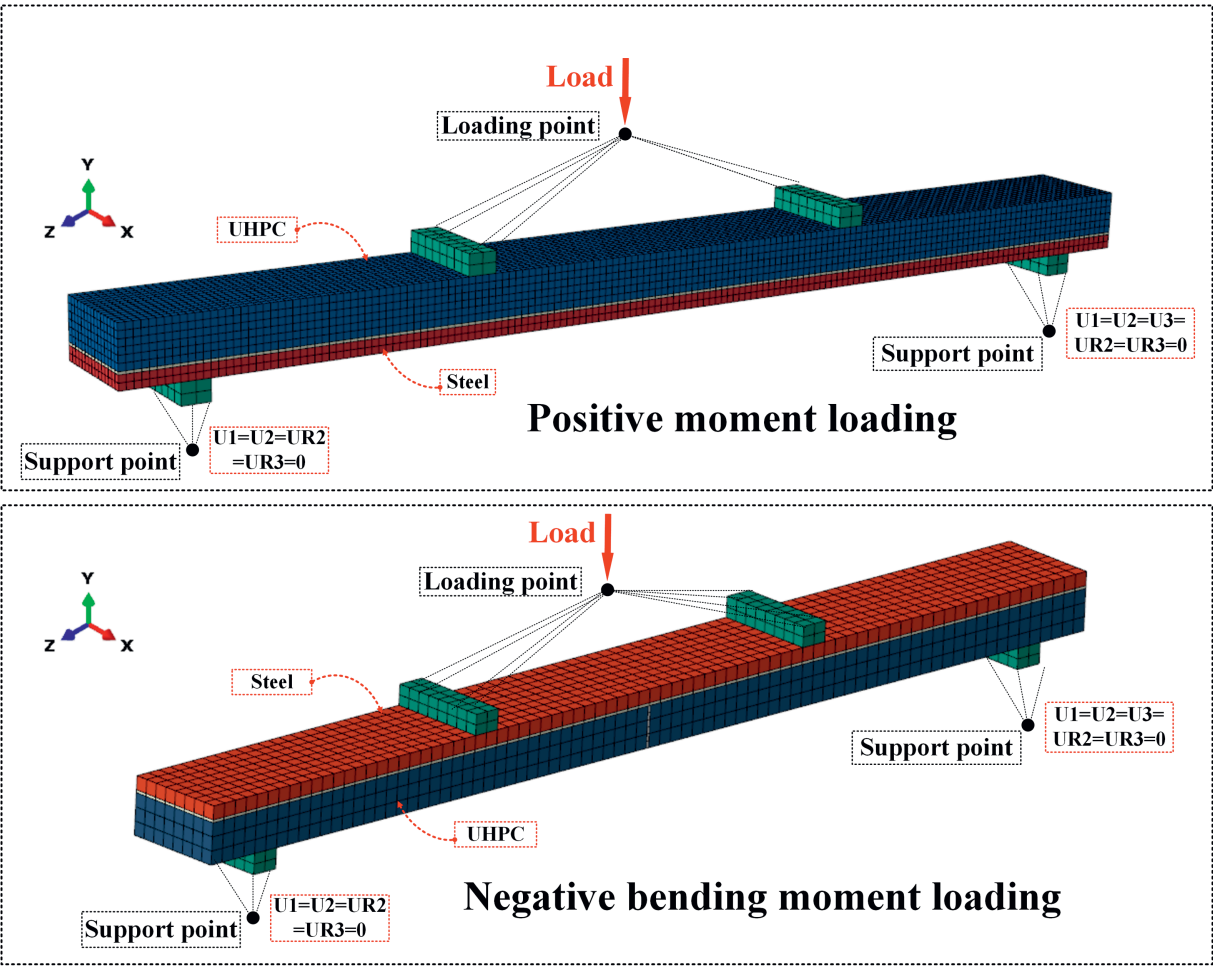 Load
Loading point
Y
Z
X
UHPC
U1=U2=U3=
UR2=UR3=0
Support point
Steel
Positive moment loading
U1=U2=UR2
=UR3=0
Support point
Load
Loading point
Y
Z
X
Steel
U1=U2=U3=
UR2=UR3=0
Support point
UHPC
Negative bending moment loading
U1=U2=UR2
=UR3=0
Support point